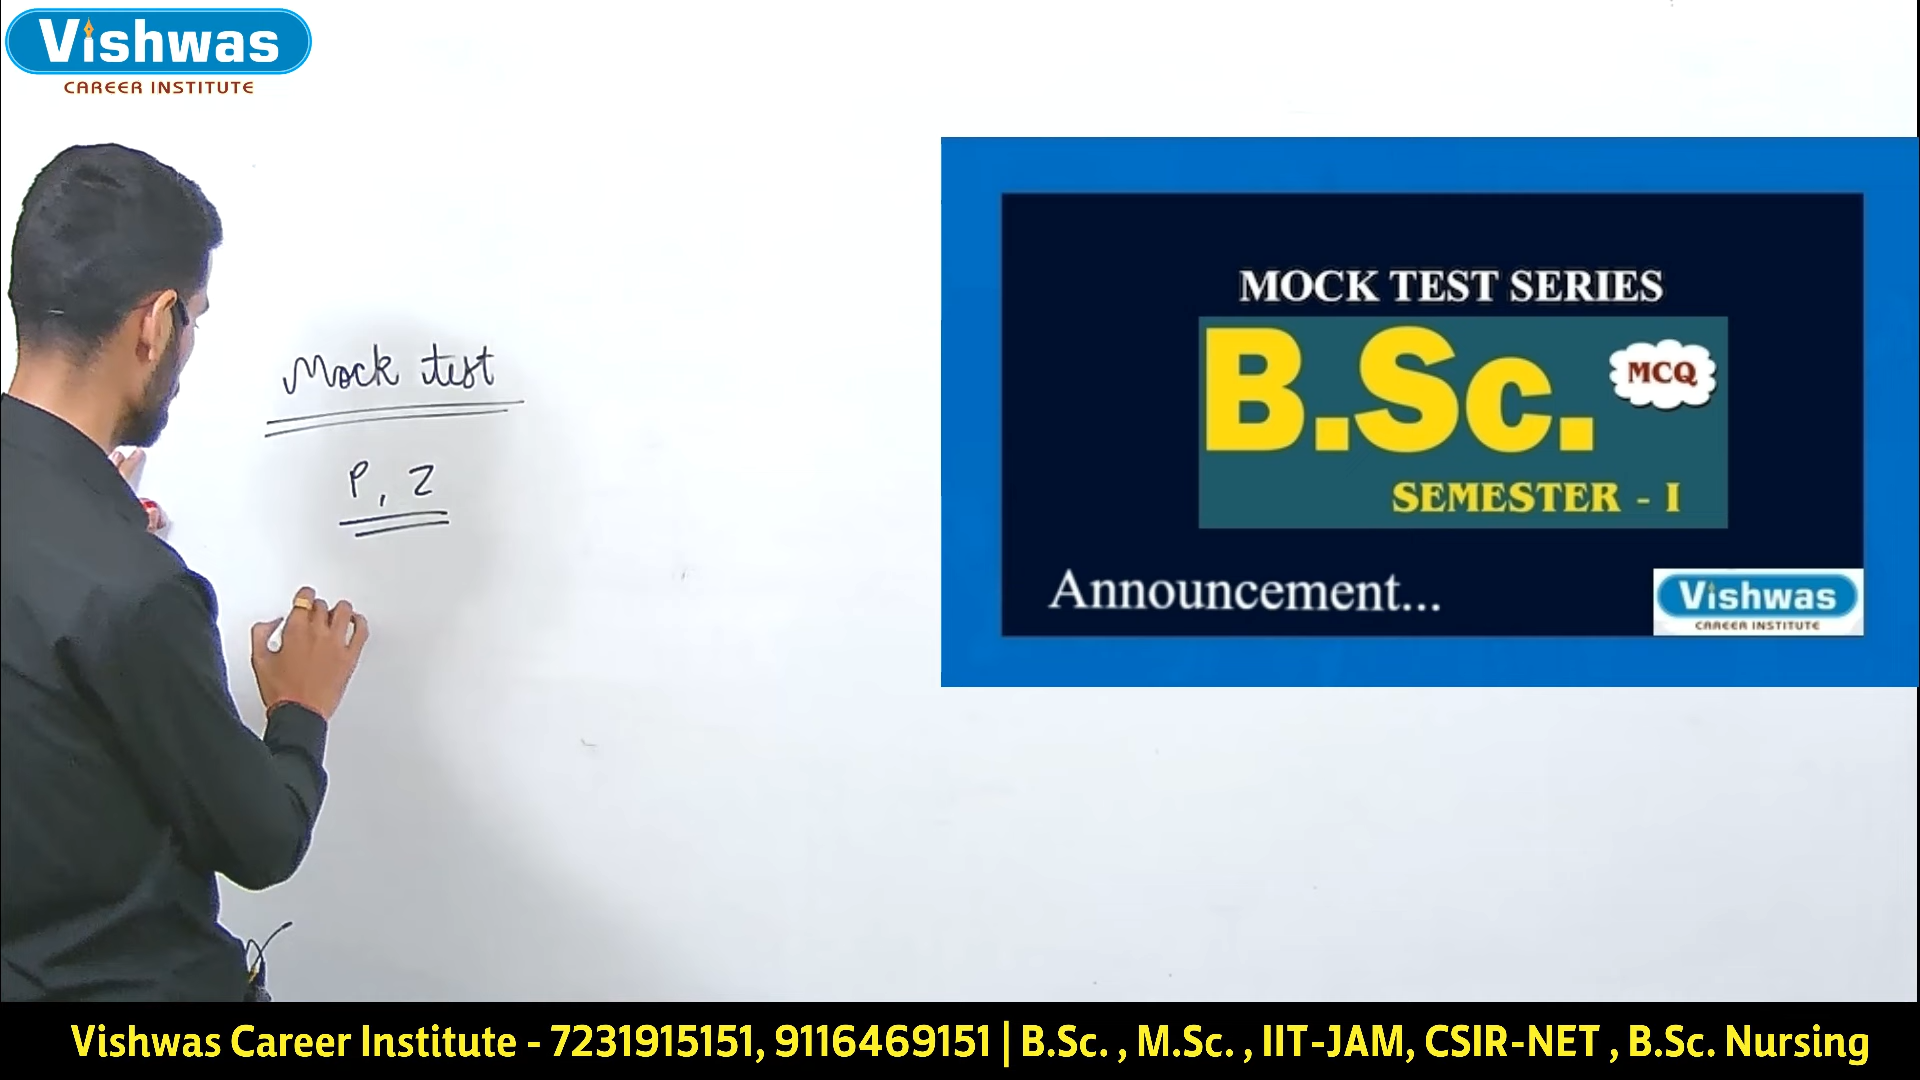 Vishwas
CAREER INSTITUTE
Mock test
P, Z
MOCK TEST SERIES
B.Sc.
MCQ
SEMESTER - I
Announcement...
Vishwas
CAREER INSTITUTE
Vishwas Career Institute - 7231915151, 9116469151 | B.Sc. , M.Sc. , IIT-JAM, CSIR-NET , B.Sc. Nursing